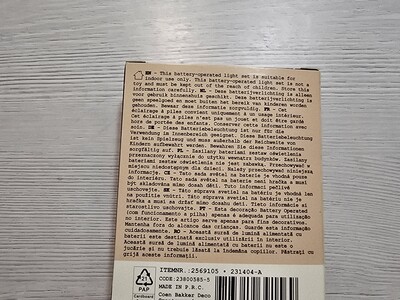 EN - This battery-operated light set is suitable for
indoor use only. This battery-operated light set is not a
toy and must be kept out of the reach of children. Store this
information carefully. NL - Deze batterijverlichting is alleen
voor gebruik binnenshuis geschikt. Deze batterijverlichting is
geen speelgoed en moet buiten het bereik van kinderen worden
gehouden. Bewaar deze informatie zorgvuldig. FR - Cet
éclairage à piles convient uniquement à un usage intérieur.
Cet éclairage à piles n'est pas un jouet et doit être gardé
hors de portée des enfants. Conservez cette information avec
soin. DE - Diese Batteriebeleuchtung ist nur für die
Verwendung im Innenbereich geeignet. Diese Batteriebeleuchtung
ist kein Spielzeug und muss außerhalb der Reichweite von
Kindern aufbewahrt werden. Bewahren Sie diese Informationen
sorgfältig auf. PL - Zasilany bateriami zestaw oświetlenia
przeznaczony wyłącznie do użytku wewnątrz budynków. Zasilany
bateriami zestaw oświetlenia nie jest zabawką. Przechowywać w
miejscu niedostępnym dla dzieci. Należy przechowywać niniejszą
informację. CZ - Tato sada světel na baterie je vhodná pouze
do interiéru. Tato sada světel na baterie není hračka a musí
být skladována mimo dosah dětí. Tuto informaci pečlivě
uschovejte. SK - Táto súprava svetiel na batérie je vhodná len
na použitie vnútri. Táto súprava svetiel na batérie nie je
hračka a musí sa držať mimo dosahu detí. Tieto informácie si
starostlivo uschovajte. PT - Esta decoração Battery Operated
(com funcionamento a pilha) apenas é adequada para utilização
no interior. Este artigo serve apenas para fins decorativos.
Mantenha fora do alcance das crianças. Guarde esta informação
cuidadosamente. RO - Această sursă de lumină alimentată cu
baterii este destinată exclusiv utilizării în interior.
Această sursă de lumină alimentată cu baterii nu este o
jucărie și nu trebuie lăsată la îndemâna copiilor. Păstrați cu
grijă aceste informații.
21
PAP
Cardboard
ITEMNR.: 2569105 - 231404-A
CODE:23800585-5
MADE IN P.R.C.
Coen Bakker Deco